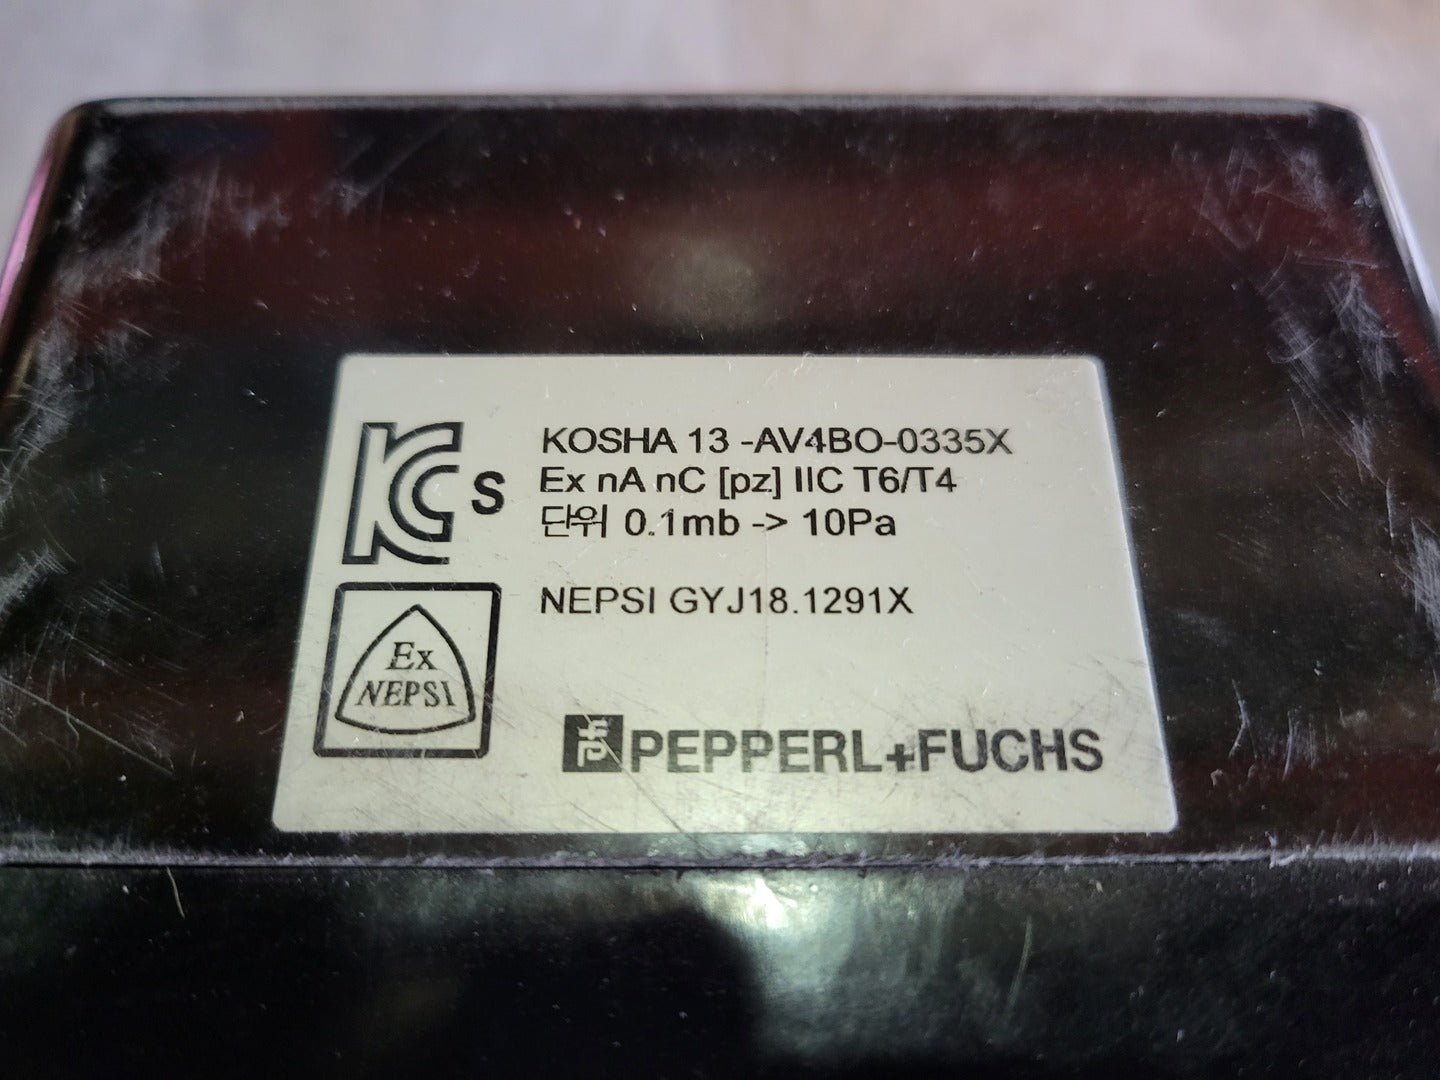 KC S
KOSHA 13 -AV4BO-0335X
Ex nA nC [pz] IIC T6/T4
단위 0.1mb -> 10Pa
NEPSI GYJ18.1291X
Ex
NEPSI
PEPPERL+FUCHS